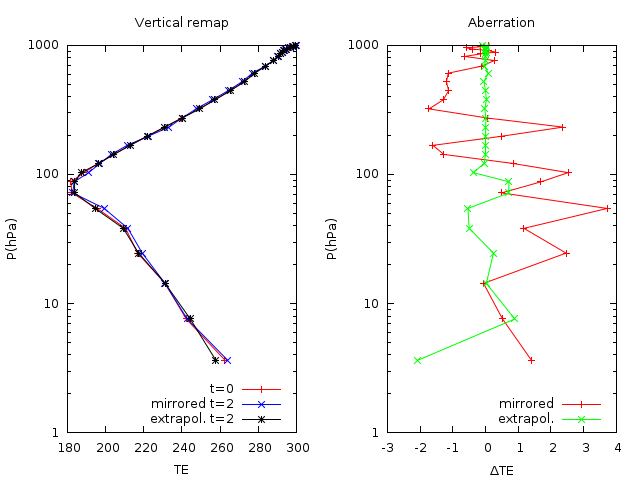 Vertical remap
Aberration
1000
100
10
1
P(hPa)
t=0
mirrored t=2
extrapol. t=2
180 200 220 240 260 280 300
TE
1000
100
10
1
P(hPa)
mirrored
extrapol.
-3 -2 -1 0 1 2 3 4
ΔTE